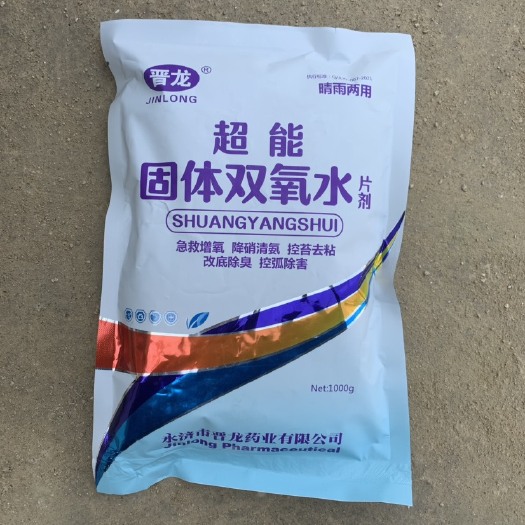 晋龙®
JINLONG
晴雨两用
超能
固体双氧水 片剂
SHUANGYANGSHUI
急救增氧 降硝清氨 控苔去粘
改底除臭 控弧除害
Net:1000g
永济市晋龙药业有限公司
Jinlong Pharmaceutical